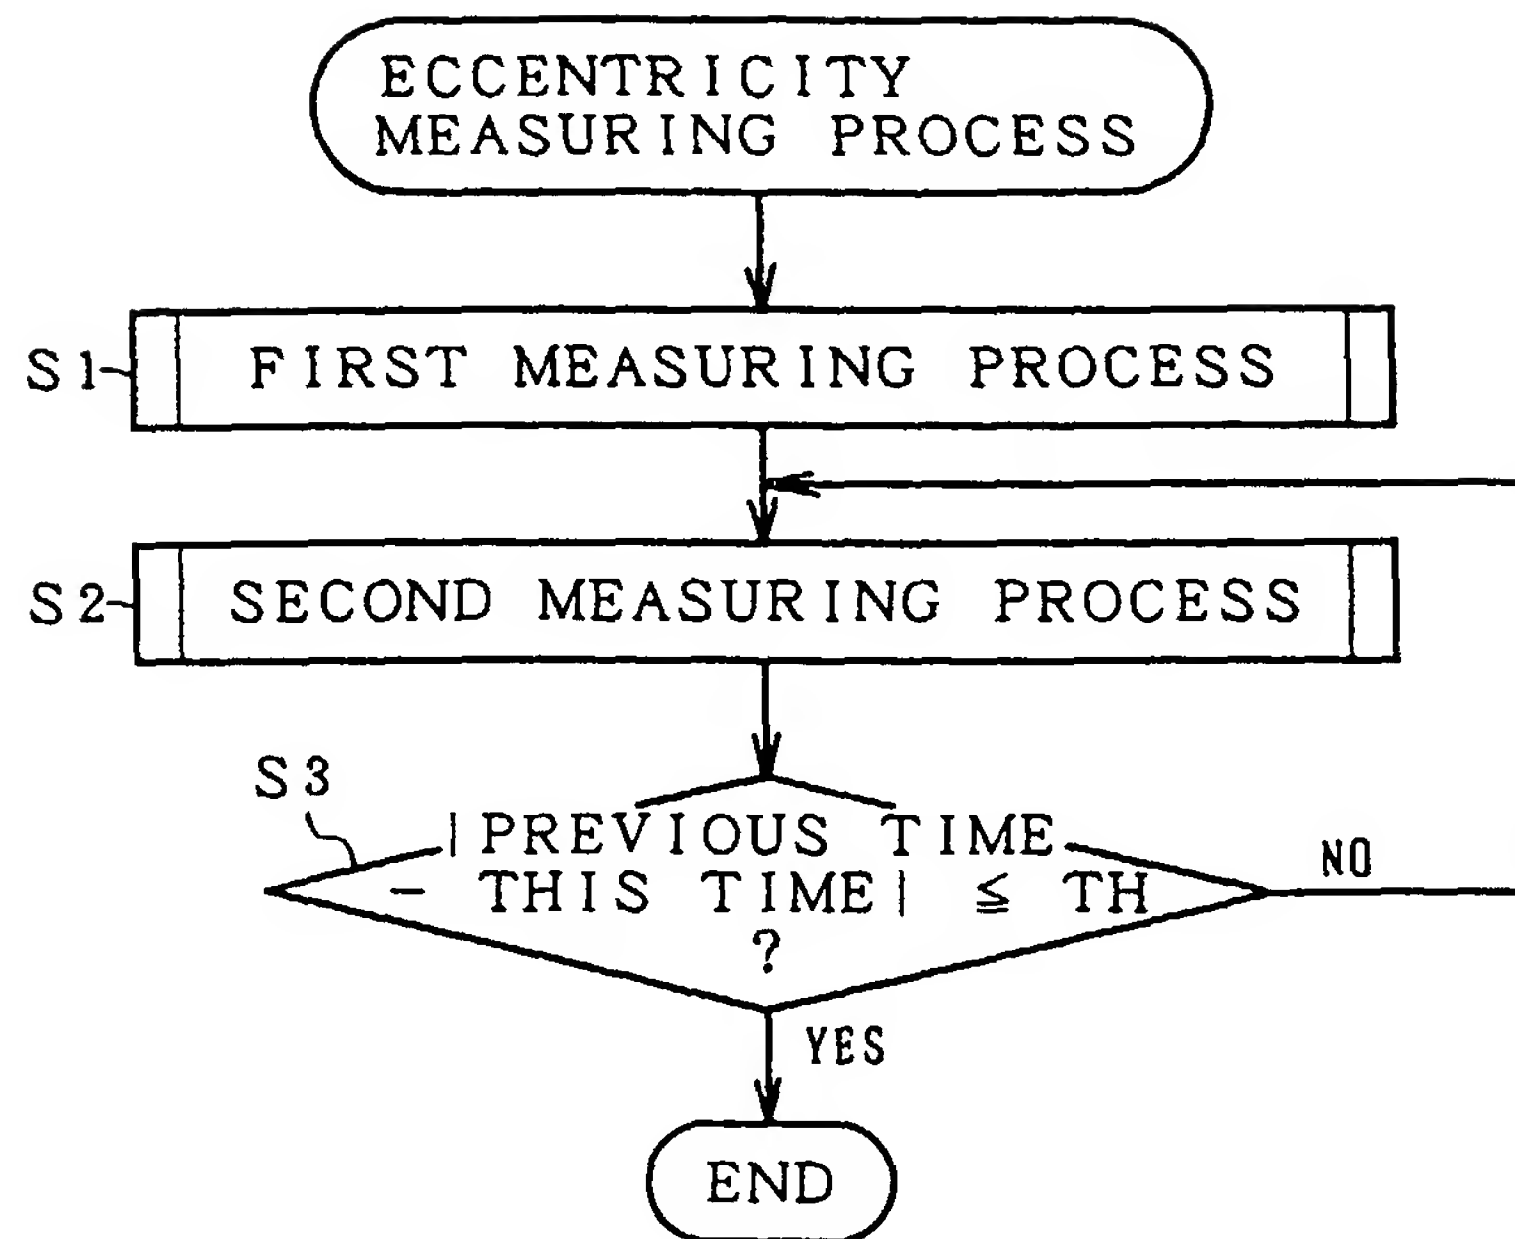 ECCENTRICITY
MEASURING PROCESS
S1
FIRST MEASURING PROCESS
S2
SECOND MEASURING PROCESS
S3
|PREVIOUS TIME
- THIS TIME| ≦ TH
?
NO
YES
END